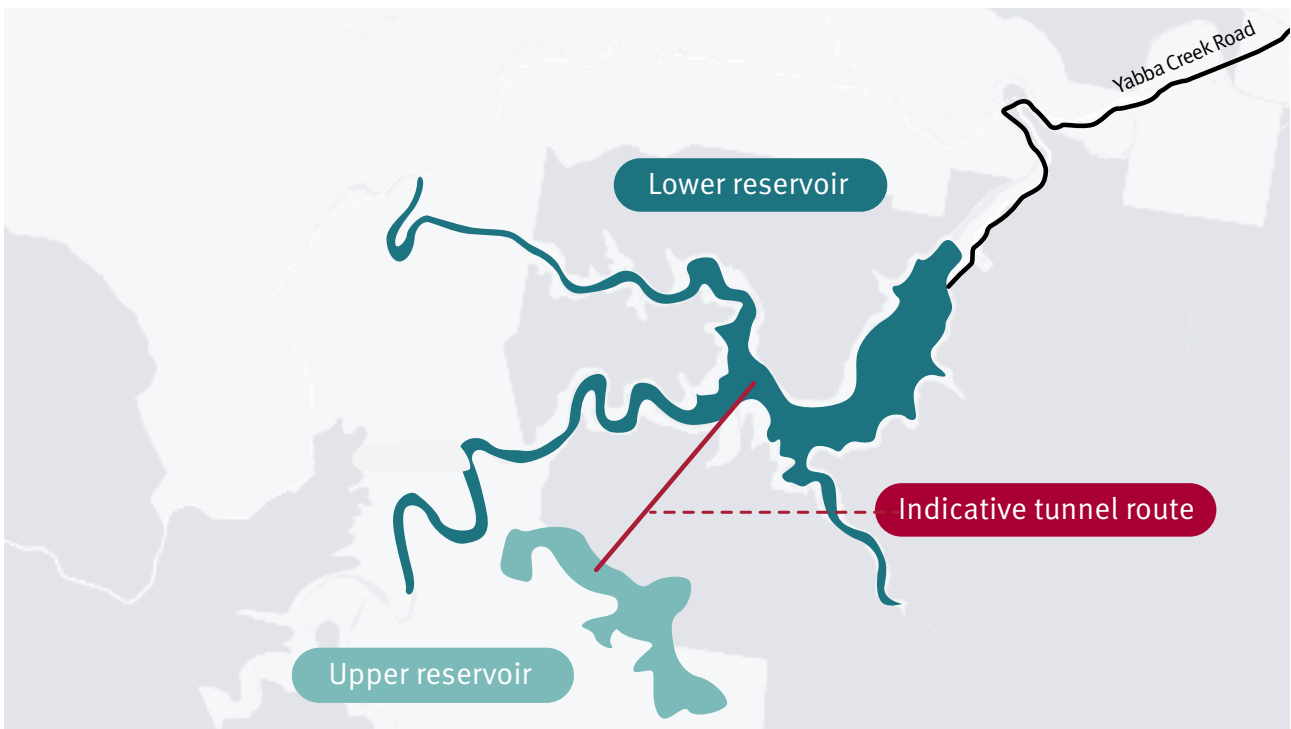 Yabba Creek Road
Lower reservoir
Indicative tunnel route
Upper reservoir